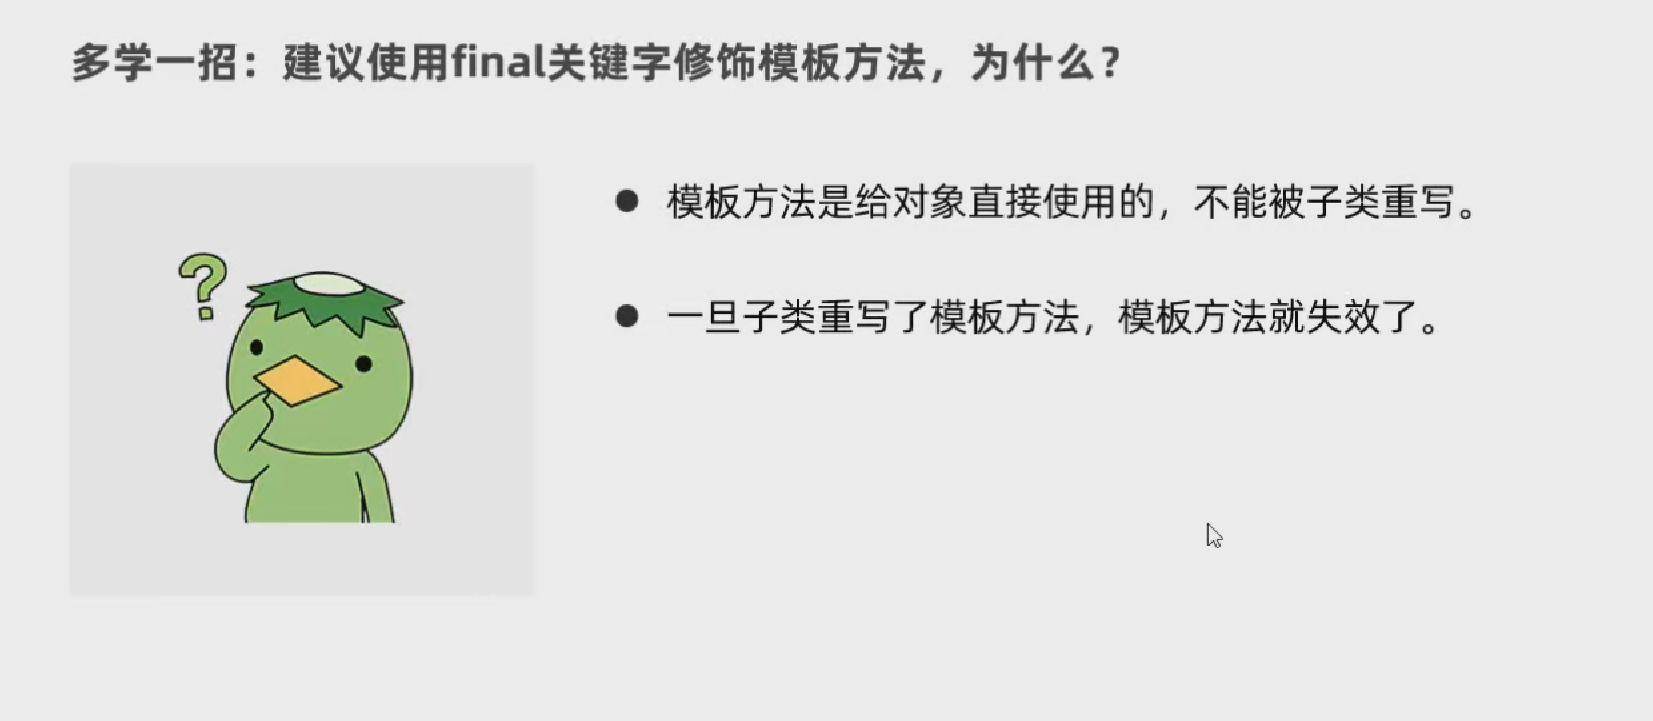 多学一招：建议使用final关键字修饰模板方法，为什么？
?
● 模板方法是给对象直接使用的，不能被子类重写。
● 一旦子类重写了模板方法，模板方法就失效了。